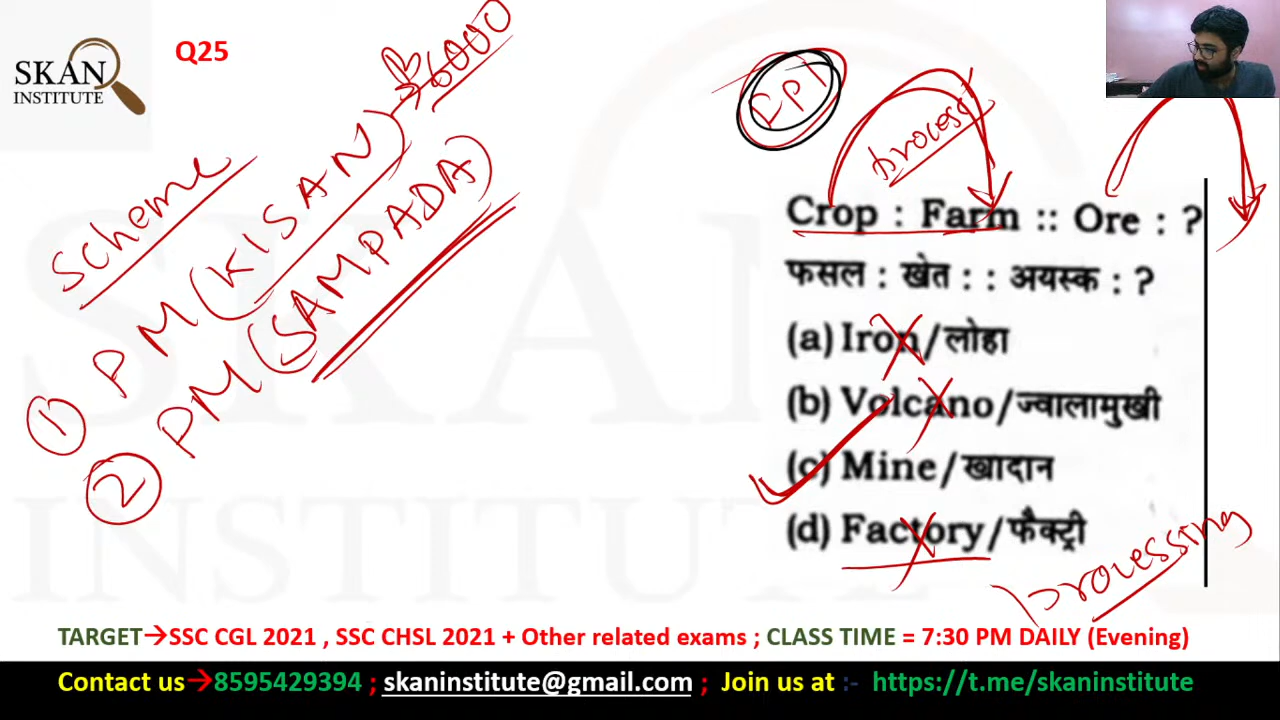 SKAN
INSTITUTE
Q25
Scheme
① PM (KISAN) → ₹6000
② PM (SAMPADA)
process
Crop : Farm :: Ore : ?
फसल : खेत : : अयस्क : ?
(a) Iron/लोहा
(b) Volcano/ज्वालामुखी
(c) Mine/खादान
(d) Factory/फैक्ट्री
processing
TARGET→SSC CGL 2021 , SSC CHSL 2021 + Other related exams ; CLASS TIME = 7:30 PM DAILY (Evening)
Contact us→8595429394 ; skaninstitute@gmail.com ; Join us at :- https://t.me/skaninstitute